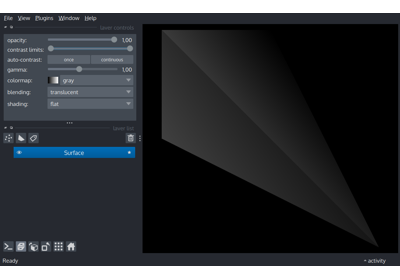 File View Plugins Window Help
layer controls
opacity: 1,00
contrast limits:
auto-contrast: once continuous
gamma: 1,00
colormap: gray
blending: translucent
shading: flat
layer list
Surface
Ready activity